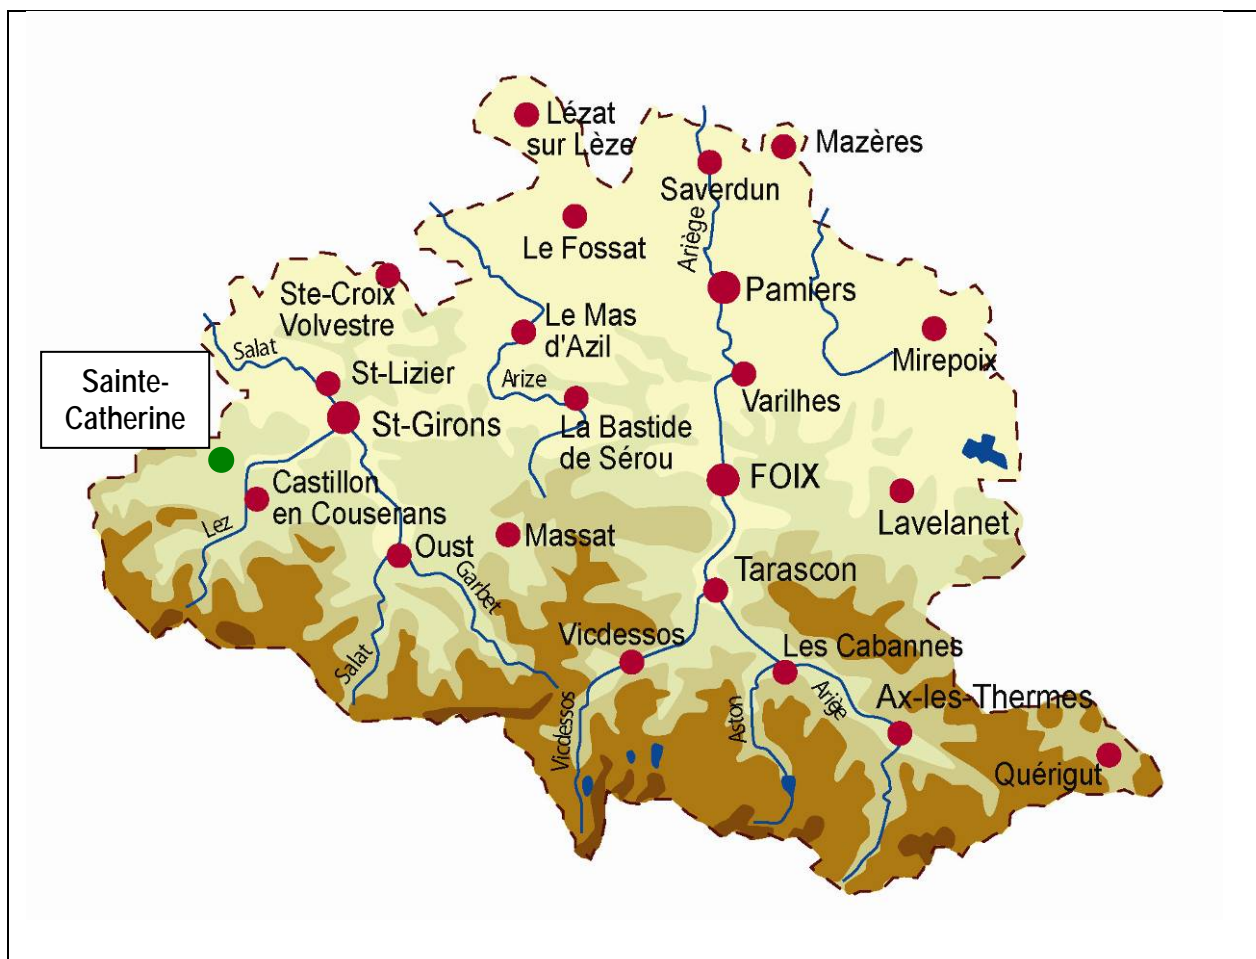 Lézat
sur Lèze
Mazères
Saverdun
Le Fossat
Ariège
Ste-Croix
Volvestre
Pamiers
Le Mas
d'Azil
Salat
Mirepoix
Sainte-
Catherine
St-Lizier
Arize
Varilhes
St-Girons
La Bastide
de Sérou
FOIX
Castillon
en Couserans
Lez
Lavelanet
Massat
Oust
Garbet
Tarascon
Vicdessos
Les Cabannes
Salat
Ariège
Ax-les-Thermes
Aston
Vicdessos
Quérigut